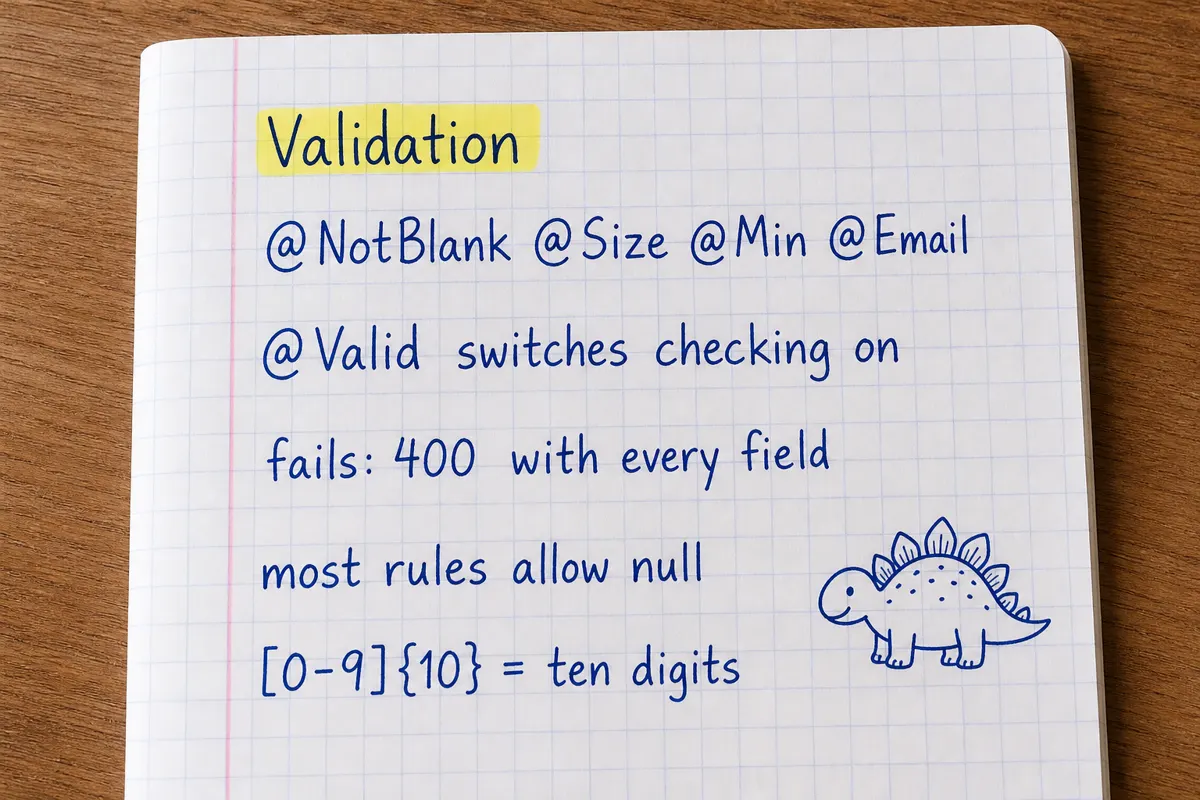 Validation
@NotBlank @Size @Min @Email
@Valid switches checking on
fails: 400 with every field
most rules allow null
[0-9]{10} = ten digits